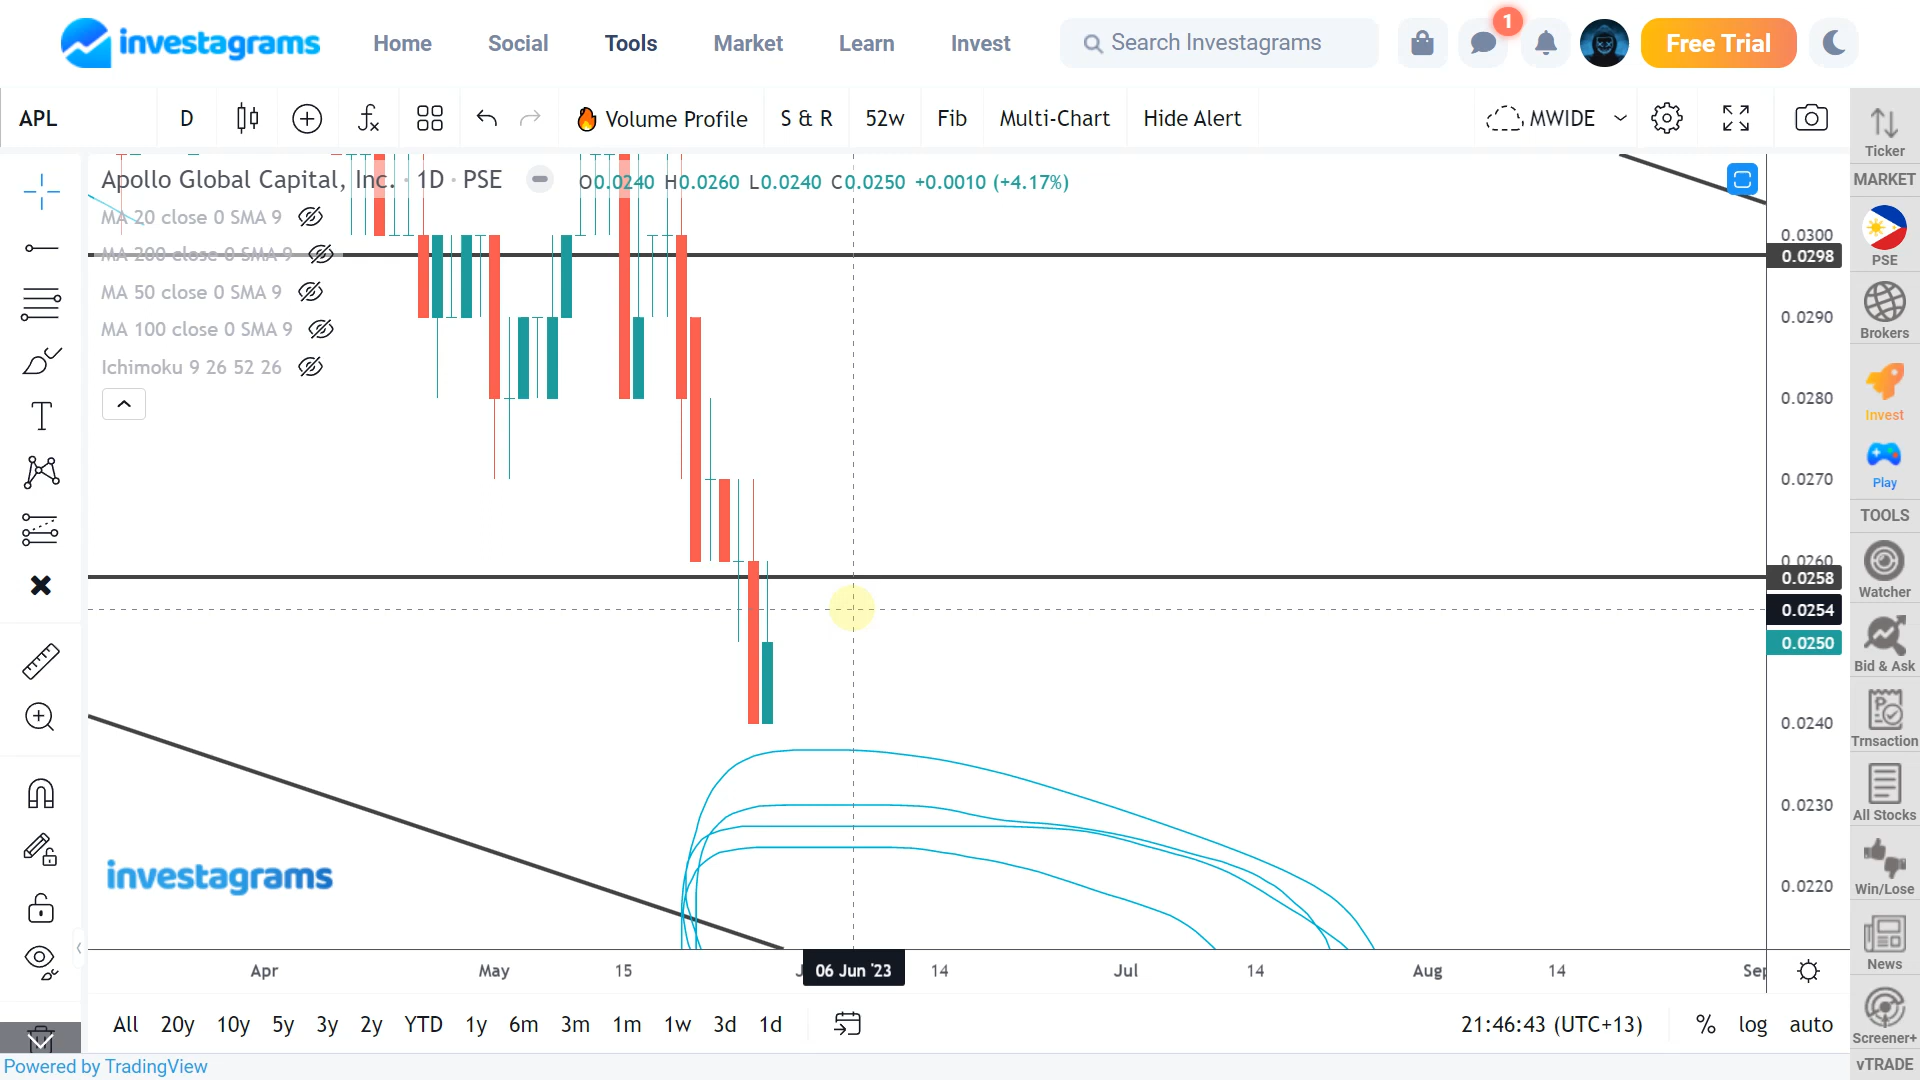 investagrams
Home Social Tools Market Learn Invest
Search Investagrams
1
Free Trial
APL D Volume Profile S & R 52w Fib Multi-Chart Hide Alert MWIDE
Apollo Global Capital, Inc. · 1D · PSE O0.0240 H0.0260 L0.0240 C0.0250 +0.0010 (+4.17%)
MA 20 close 0 SMA 9
MA 200 close 0 SMA 9
MA 50 close 0 SMA 9
MA 100 close 0 SMA 9
Ichimoku 9 26 52 26
0.0300
0.0298
0.0290
0.0280
0.0270
0.0260
0.0258
0.0254
0.0250
0.0240
0.0230
0.0220
investagrams
Apr May 15 06 Jun '23 14 Jul 14 Aug 14 Sep
All 20y 10y 5y 3y 2y YTD 1y 6m 3m 1m 1w 3d 1d
21:46:43 (UTC+13) % log auto
Powered by TradingView
Ticker
MARKET
PSE
Brokers
Invest
Play
TOOLS
Watcher
Bid & Ask
Trnsaction
All Stocks
Win/Lose
News
Screener+
vTRADE